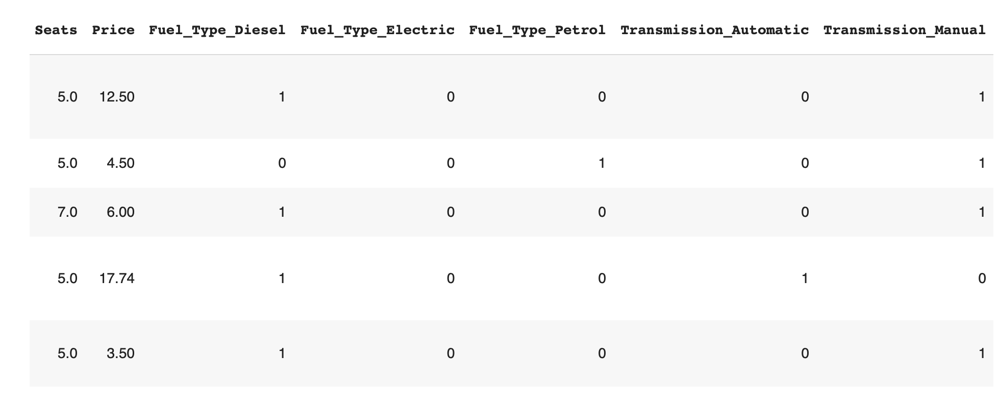 Seats Price Fuel_Type_Diesel Fuel_Type_Electric Fuel_Type_Petrol Transmission_Automatic Transmission_Manual
5.0 12.50 1 0 0 0 1
5.0 4.50 0 0 1 0 1
7.0 6.00 1 0 0 0 1
5.0 17.74 1 0 0 1 0
5.0 3.50 1 0 0 0 1